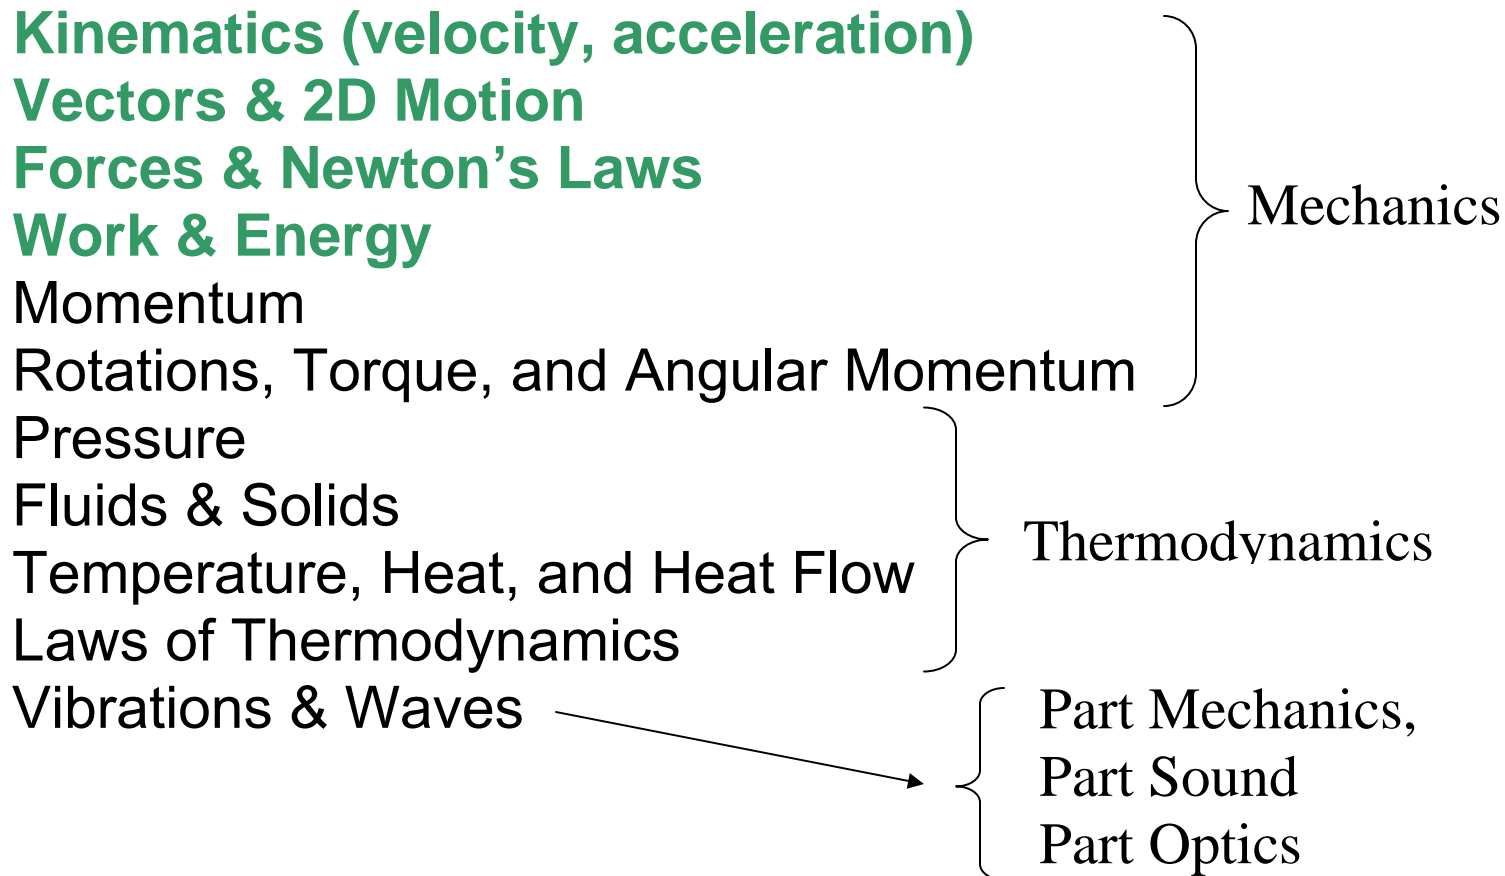 Kinematics (velocity, acceleration)
Vectors & 2D Motion
Forces & Newton’s Laws
Work & Energy
Momentum
Rotations, Torque, and Angular Momentum
Pressure
Fluids & Solids
Temperature, Heat, and Heat Flow
Laws of Thermodynamics
Vibrations & Waves
Mechanics
Thermodynamics
Part Mechanics,
Part Sound
Part Optics